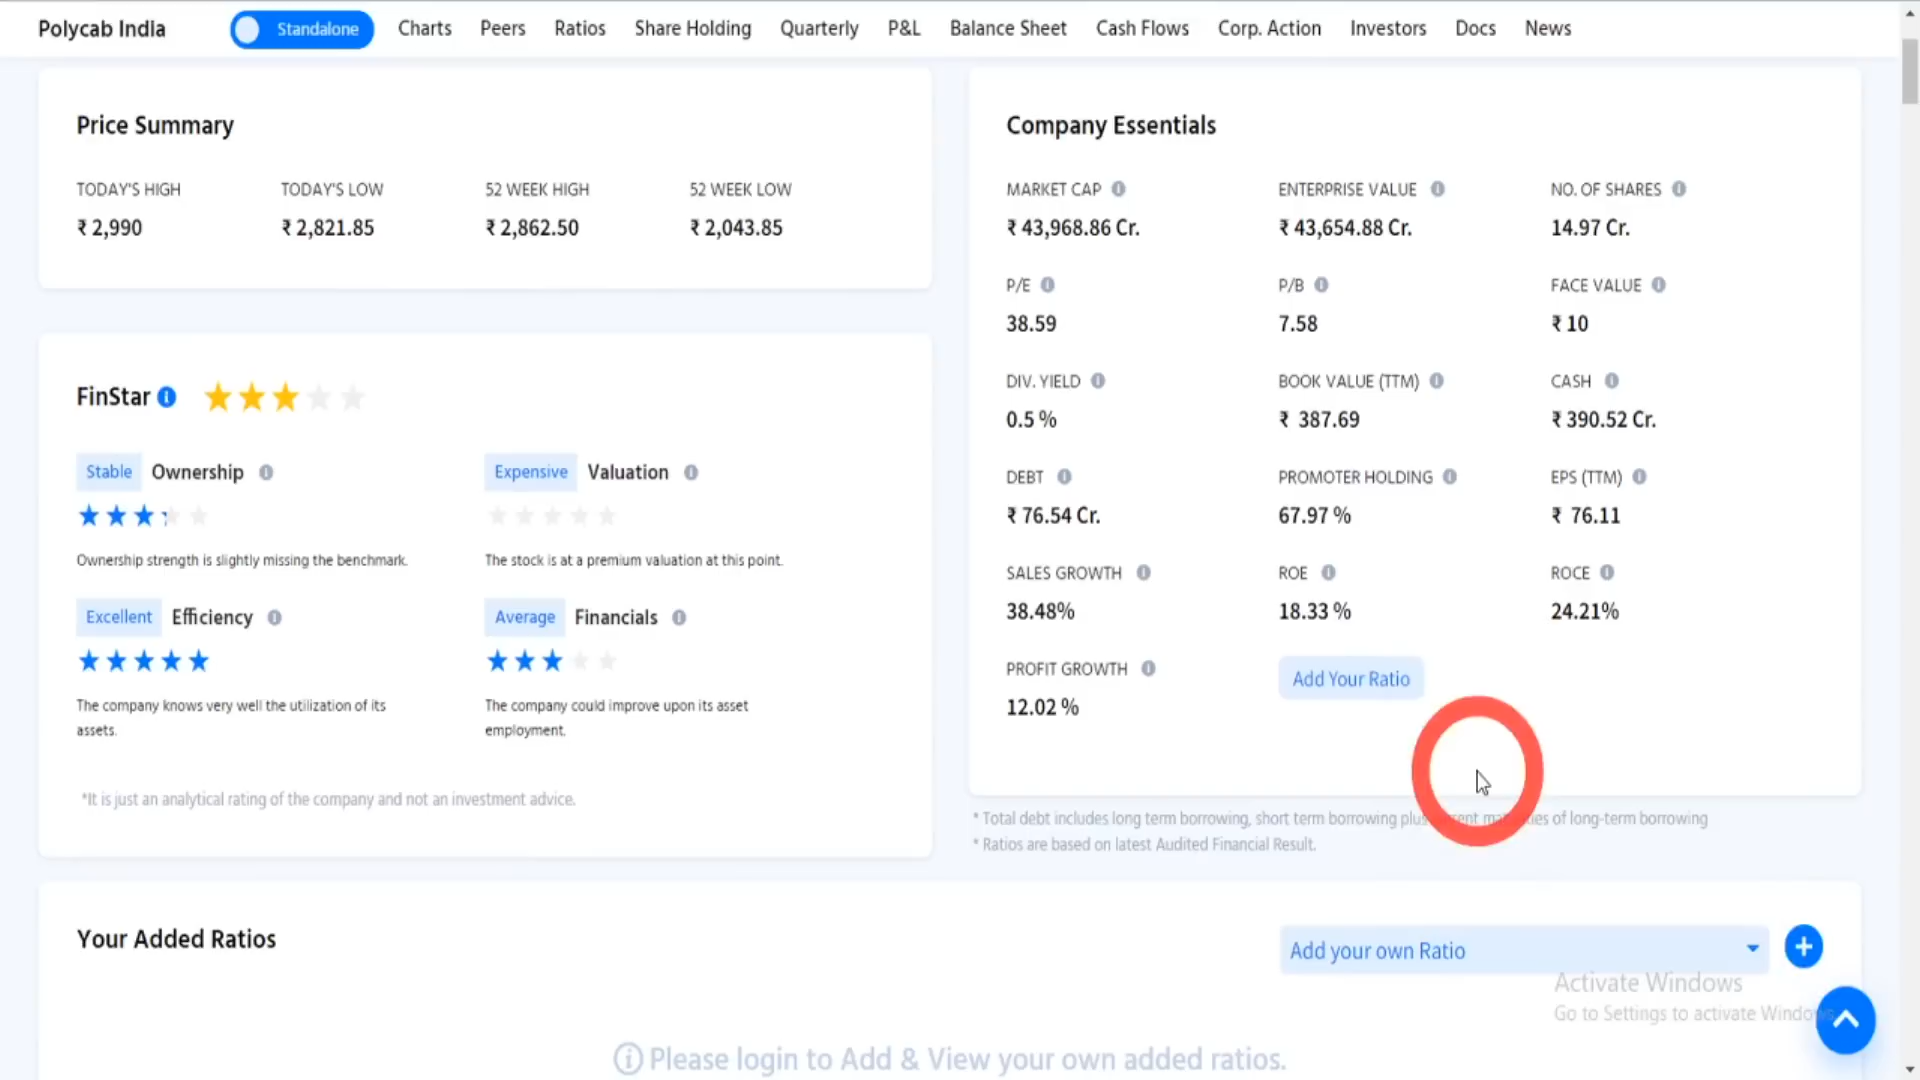 Polycab India
Standalone
Charts
Peers
Ratios
Share Holding
Quarterly
P&L
Balance Sheet
Cash Flows
Corp. Action
Investors
Docs
News
Price Summary
TODAY'S HIGH
₹ 2,990
TODAY'S LOW
₹ 2,821.85
52 WEEK HIGH
₹ 2,862.50
52 WEEK LOW
₹ 2,043.85
FinStar
Stable Ownership
Ownership strength is slightly missing the benchmark.
Expensive Valuation
The stock is at a premium valuation at this point.
Excellent Efficiency
The company knows very well the utilization of its
assets.
Average Financials
The company could improve upon its asset
employment.
*It is just an analytical rating of the company and not an investment advice.
Company Essentials
MARKET CAP
₹ 43,968.86 Cr.
ENTERPRISE VALUE
₹ 43,654.88 Cr.
NO. OF SHARES
14.97 Cr.
P/E
38.59
P/B
7.58
FACE VALUE
₹ 10
DIV. YIELD
0.5 %
BOOK VALUE (TTM)
₹ 387.69
CASH
₹ 390.52 Cr.
DEBT
₹ 76.54 Cr.
PROMOTER HOLDING
67.97 %
EPS (TTM)
₹ 76.11
SALES GROWTH
38.48%
ROE
18.33 %
ROCE
24.21%
PROFIT GROWTH
12.02 %
Add Your Ratio
* Total debt includes long term borrowing, short term borrowing plus of long-term borrowing
* Ratios are based on latest Audited Financial Result.
Your Added Ratios
Add your own Ratio
Activate Windows
Go to Settings to activate Windows
Please login to Add & View your own added ratios.